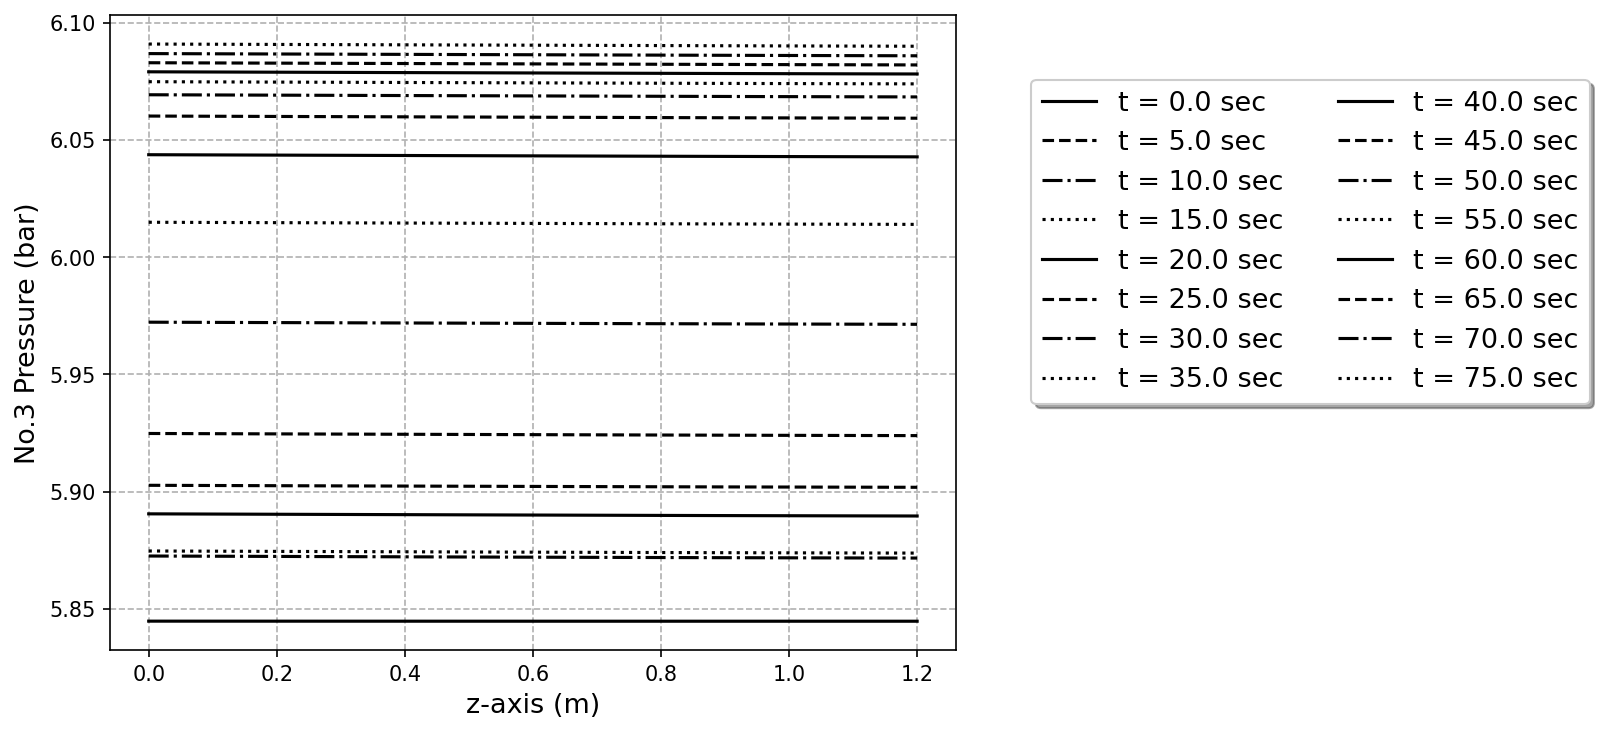 No.3 Pressure (bar)
6.10
6.05
6.00
5.95
5.90
5.85
0.0 0.2 0.4 0.6 0.8 1.0 1.2
z-axis (m)
t = 0.0 sec
t = 5.0 sec
t = 10.0 sec
t = 15.0 sec
t = 20.0 sec
t = 25.0 sec
t = 30.0 sec
t = 35.0 sec
t = 40.0 sec
t = 45.0 sec
t = 50.0 sec
t = 55.0 sec
t = 60.0 sec
t = 65.0 sec
t = 70.0 sec
t = 75.0 sec